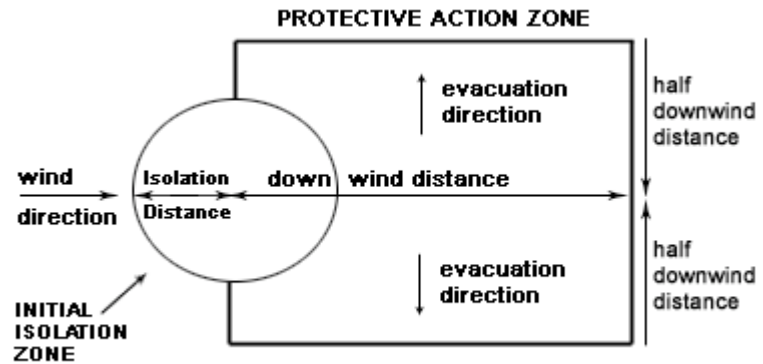 PROTECTIVE ACTION ZONE
evacuation
direction
half
downwind
distance
wind
direction
Isolation
Distance
down wind distance
evacuation
direction
half
downwind
distance
INITIAL
ISOLATION
ZONE